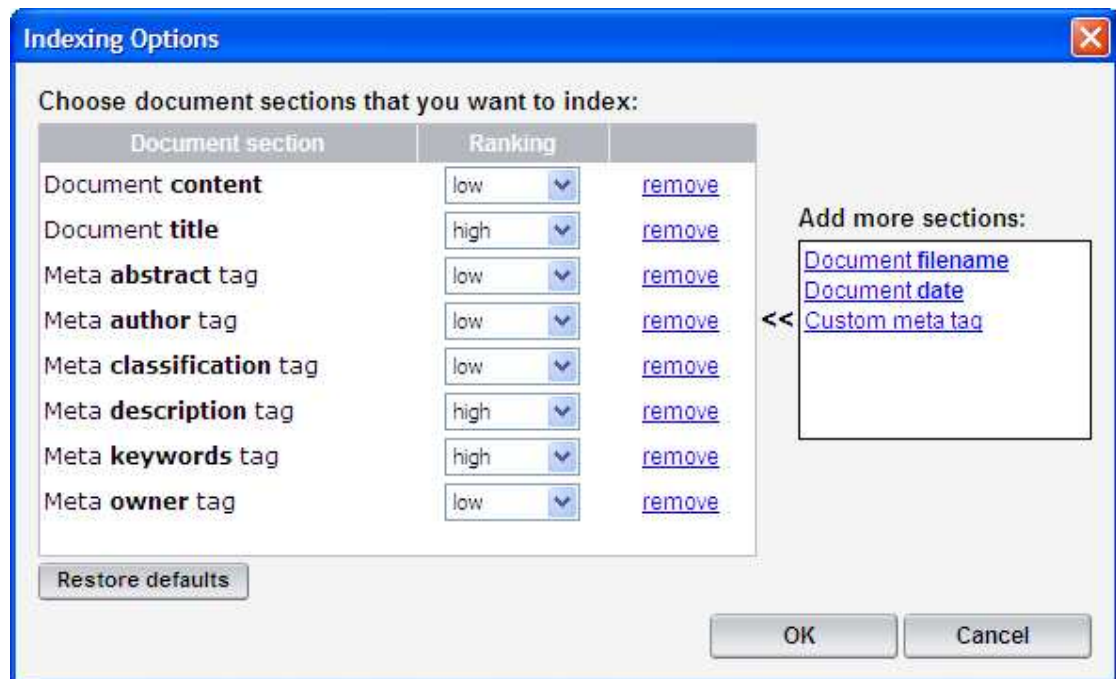 Indexing Options
Choose document sections that you want to index:
Document section Ranking
Document content low remove
Document title high remove
Meta abstract tag low remove
Meta author tag low remove
Meta classification tag low remove
Meta description tag high remove
Meta keywords tag high remove
Meta owner tag low remove
Add more sections:
<< Document filename
Document date
Custom meta tag
Restore defaults
OK Cancel